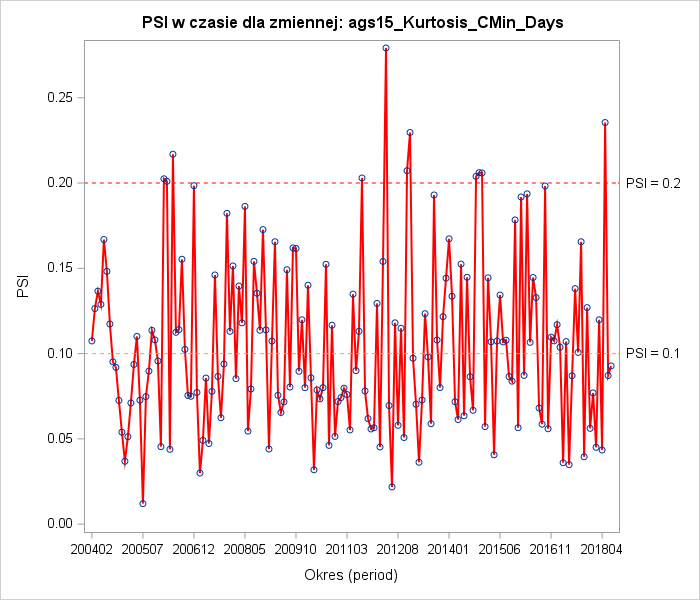 PSI w czasie dla zmiennej: ags15_Kurtosis_CMin_Days
PSI
0.25
0.20
0.15
0.10
0.05
0.00
PSI = 0.2
PSI = 0.1
200402 200507 200612 200805 200910 201103 201208 201401 201506 201611 201804
Okres (period)